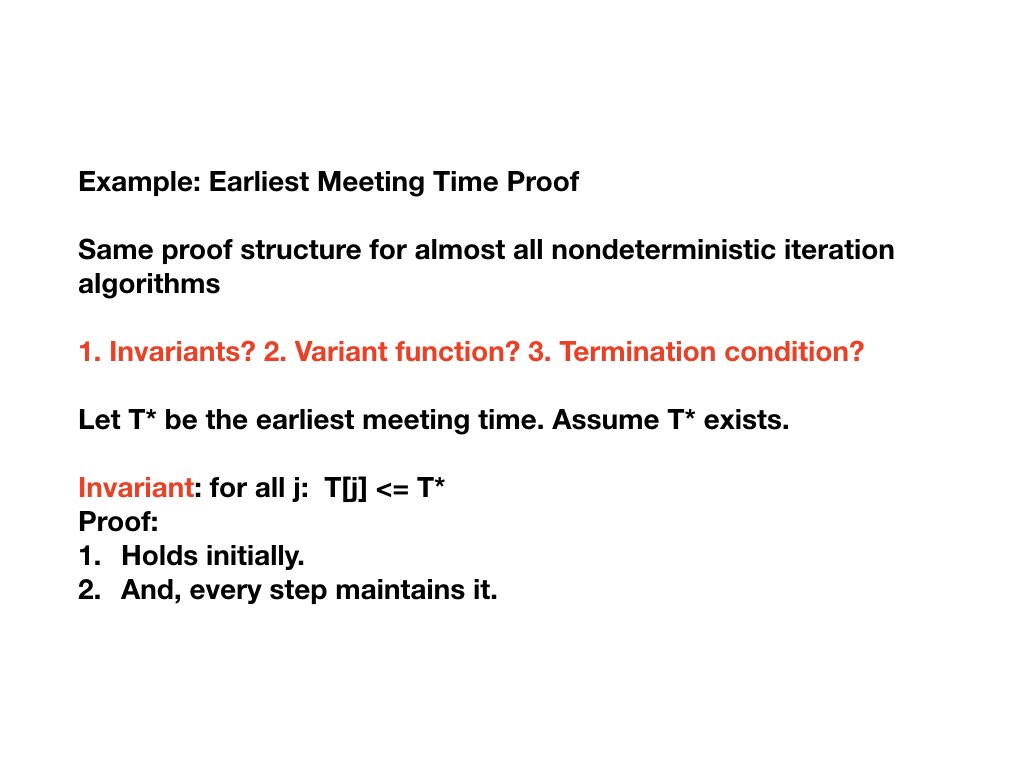 Example: Earliest Meeting Time Proof
Same proof structure for almost all nondeterministic iteration
algorithms
1. Invariants? 2. Variant function? 3. Termination condition?
Let T* be the earliest meeting time. Assume T* exists.
Invariant: for all j:  T[j] <= T*
Proof:
1. Holds initially.
2. And, every step maintains it.